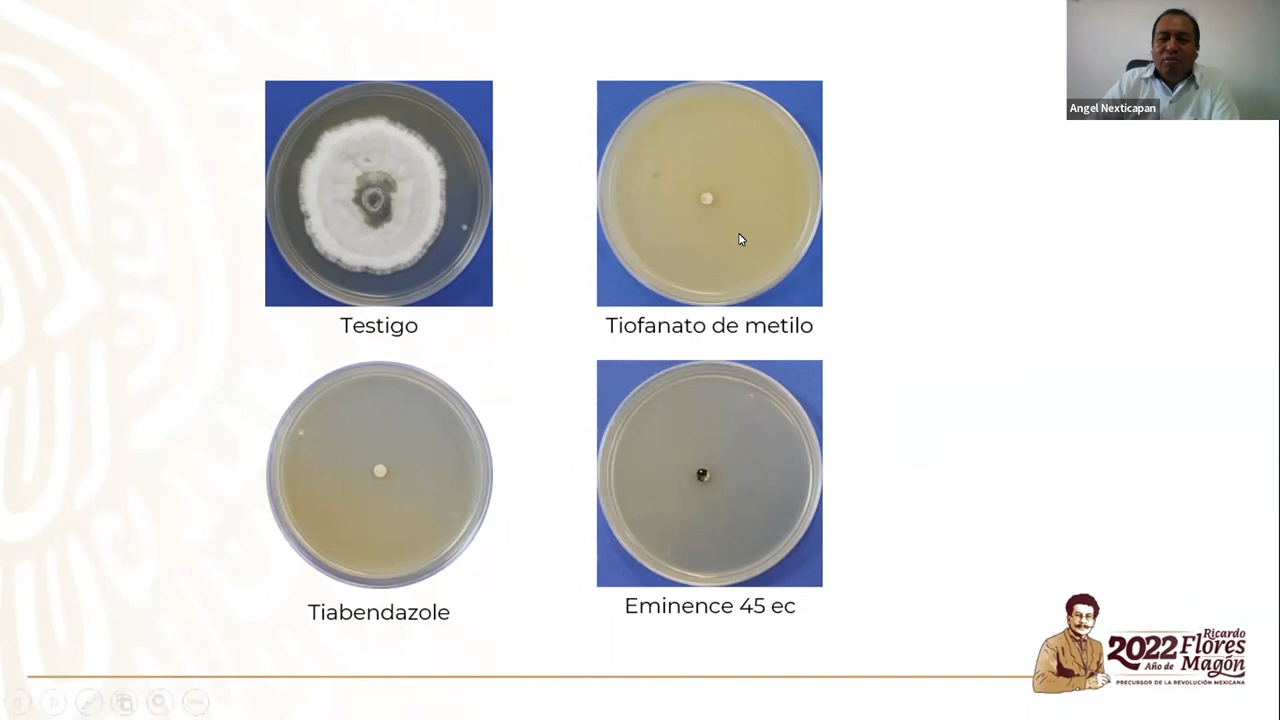 Angel Nexticapan
Testigo
Tiofanato de metilo
Tiabendazole
Eminence 45 ec
2022 Ricardo
Año de Flores
Magón
PRECURSOR DE LA REVOLUCIÓN MEXICANA